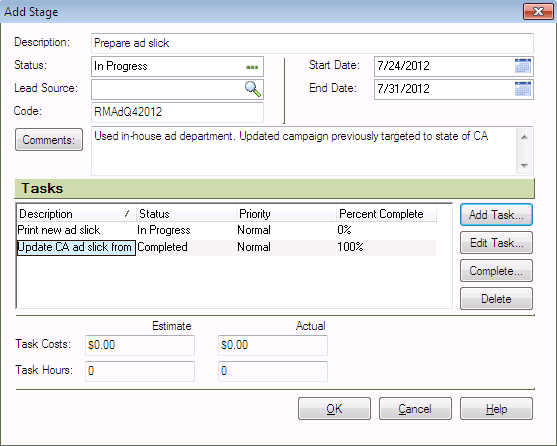 Add Stage
Description: Prepare ad slick
Status: In Progress Start Date: 7/24/2012
Lead Source: End Date: 7/31/2012
Code: RMAdQ42012
Comments: Used in-house ad department. Updated campaign previously targeted to state of CA
Tasks
Description / Status Priority Percent Complete Add Task...
Print new ad slick In Progress Normal 0%
Update CA ad slick from Completed Normal 100% Edit Task...
Complete...
Delete
Estimate Actual
Task Costs: $0.00 $0.00
Task Hours: 0 0
OK Cancel Help